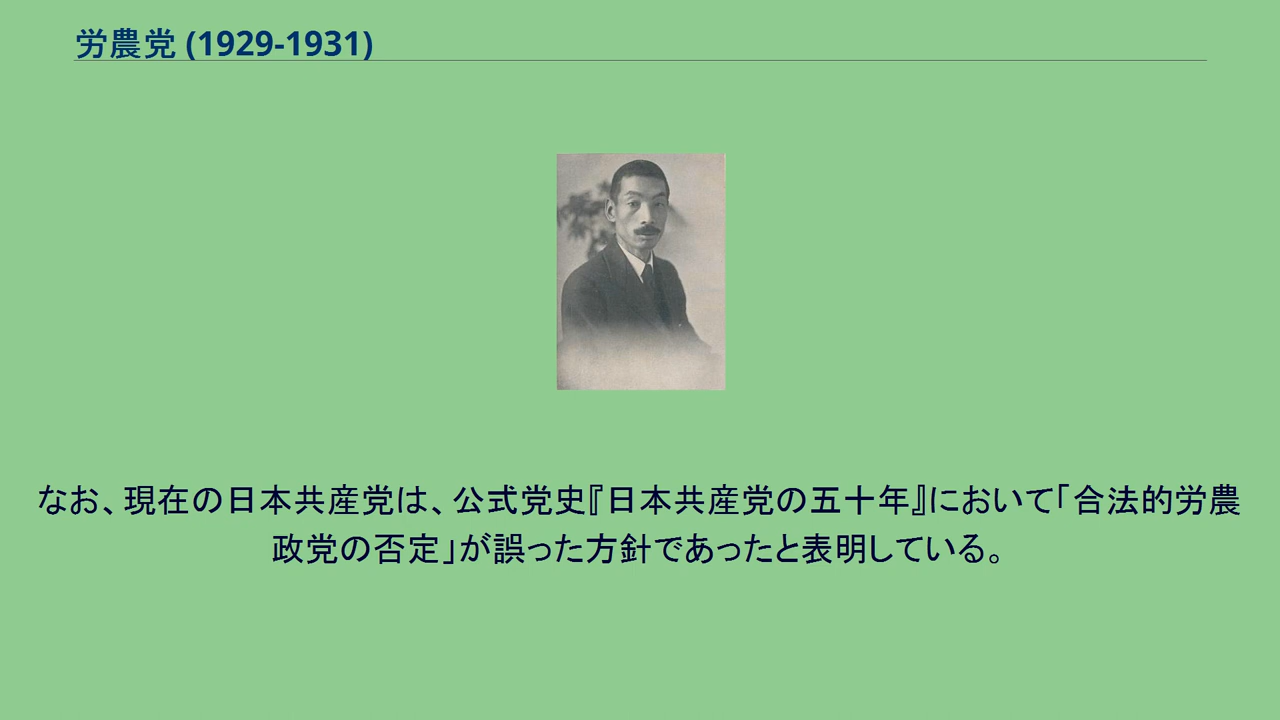 労農党 (1929-1931)
なお、現在の日本共産党は、公式党史『日本共産党の五十年』において「合法的労農
政党の否定」が誤った方針であったと表明している。